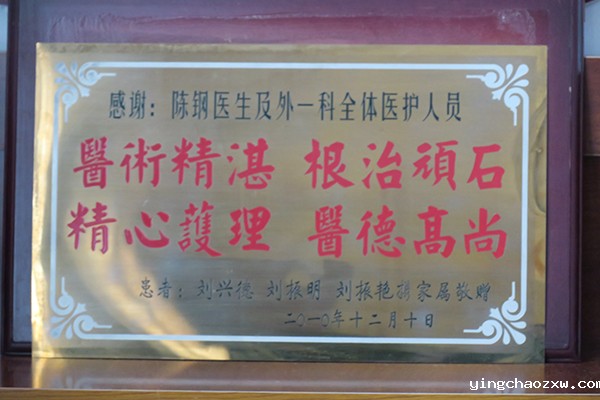 感谢：陈钢医生及外一科全体医护人员
醫術精湛 根治頑石
精心護理 醫德高尚
患者：刘兴德 刘振明 刘振艳携家属敬赠
二〇一〇年十二月十日
www.yingchaozxw.com